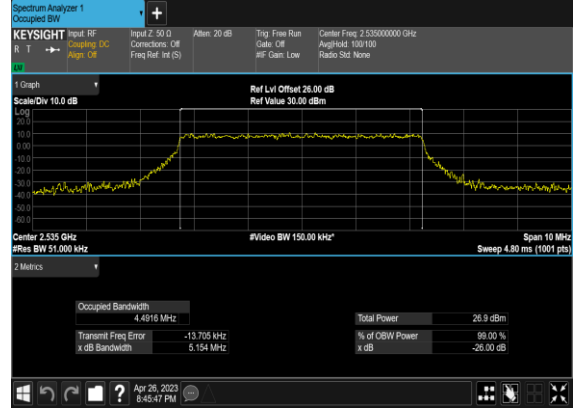 Spectrum Analyzer 1
Occupied BW
+
KEYSIGHT
R T
LXI
Input: RF
Coupling: DC
Align: Off
Input Z: 50 Ω
Corrections: Off
Freq Ref: Int (S)
Atten: 20 dB
Trig: Free Run
Gate: Off
#IF Gain: Low
Center Freq: 2.535000000 GHz
Avg|Hold: 100/100
Radio Std: None
1 Graph
Scale/Div 10.0 dB
Ref Lvl Offset 26.00 dB
Ref Value 30.00 dBm
Log
20.0
10.0
0.00
-10.0
-20.0
-30.0
-40.0
-50.0
-60.0
Center 2.535 GHz
#Video BW 150.00 kHz*
Span 10 MHz
#Res BW 51.000 kHz
Sweep 4.80 ms (1001 pts)
2 Metrics
Occupied Bandwidth
4.4916 MHz
Total Power 26.9 dBm
Transmit Freq Error -13.705 kHz
% of OBW Power 99.00 %
x dB Bandwidth 5.154 MHz
x dB -26.00 dB
?
Apr 26, 2023
8:45:47 PM